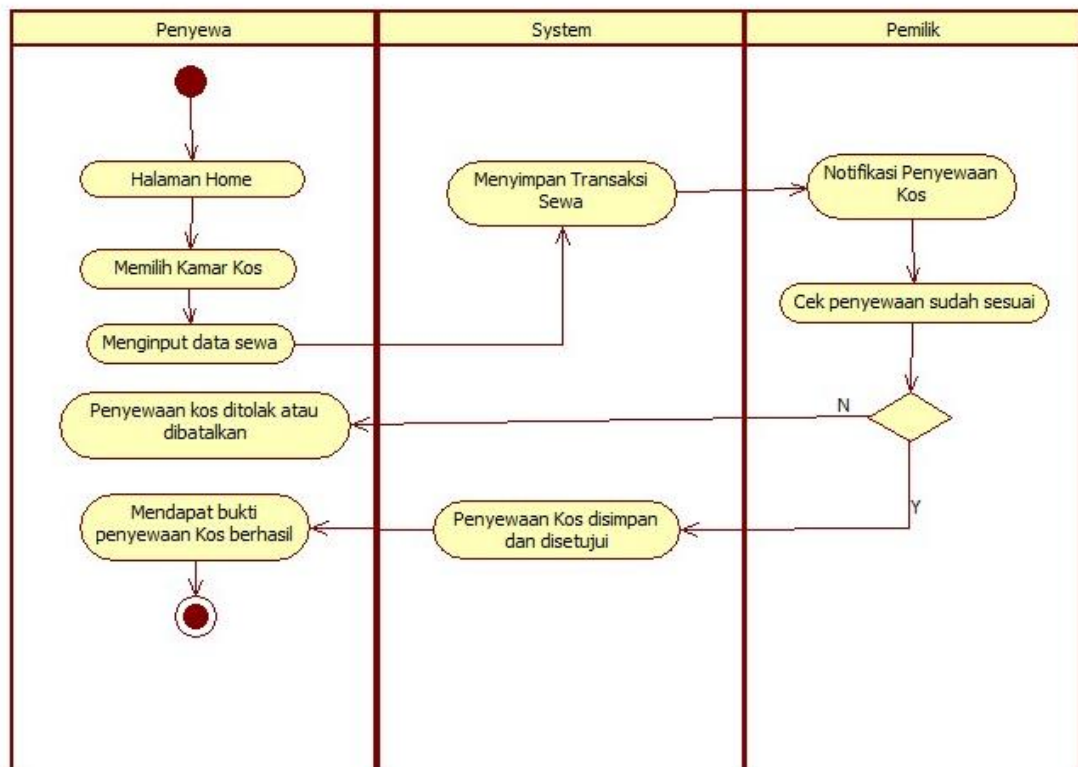 Penyewa
System
Pemilik
Halaman Home
Memilih Kamar Kos
Menginput data sewa
Menyimpan Transaksi
Sewa
Notifikasi Penyewaan
Kos
Cek penyewaan sudah sesuai
N
Penyewaan kos ditolak atau
dibatalkan
Y
Penyewaan Kos disimpan
dan disetujui
Mendapat bukti
penyewaan Kos berhasil